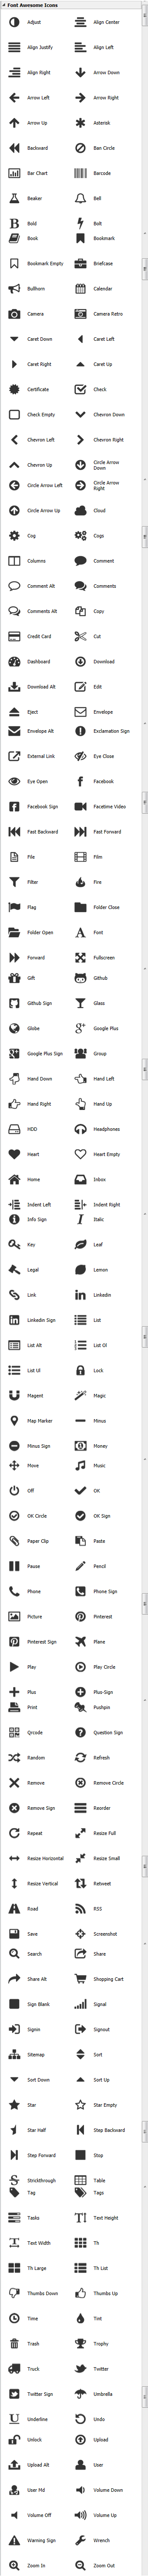 Font Awesome Icons
Adjust Align Center
Align Justify Align Left
Align Right Arrow Down
Arrow Left Arrow Right
Arrow Up Asterisk
Backward Ban Circle
Bar Chart Barcode
Beaker Bell
Bold Bolt
Book Bookmark
Bookmark Empty Briefcase
Bullhorn Calendar
Camera Camera Retro
Caret Down Caret Left
Caret Right Caret Up
Certificate Check
Check Empty Chevron Down
Chevron Left Chevron Right
Chevron Up Circle Arrow
Down
Circle Arrow Left Circle Arrow
Right
Circle Arrow Up Cloud
Cog Cogs
Columns Comment
Comment Alt Comments
Comments Alt Copy
Credit Card Cut
Dashboard Download
Download Alt Edit
Eject Envelope
Envelope Alt Exclamation Sign
External Link Eye Close
Eye Open Facebook
Facebook Sign Facetime Video
Fast Backward Fast Forward
File Film
Filter Fire
Flag Folder Close
Folder Open Font
Forward Fullscreen
Gift Github
Github Sign Glass
Globe Google Plus
Google Plus Sign Group
Hand Down Hand Left
Hand Right Hand Up
HDD Headphones
Heart Heart Empty
Home Inbox
Indent Left Indent Right
Info Sign Italic
Key Leaf
Legal Lemon
Link Linkedin
Linkedin Sign List
List Alt List Ol
List Ul Lock
Magent Magic
Map Marker Minus
Minus Sign Money
Move Music
Off OK
OK Circle OK Sign
Paper Clip Paste
Pause Pencil
Phone Phone Sign
Picture Pinterest
Pinterest Sign Plane
Play Play Circle
Plus Plus-Sign
Print Pushpin
Qrcode Question Sign
Random Refresh
Remove Remove Circle
Remove Sign Reorder
Repeat Resize Full
Resize Horizontal Resize Small
Resize Vertical Retweet
Road RSS
Save Screenshot
Search Share
Share Alt Shopping Cart
Sign Blank Signal
Signin Signout
Sitemap Sort
Sort Down Sort Up
Star Star Empty
Star Half Step Backward
Step Forward Stop
Strickthrough Table
Tag Tags
Tasks Text Height
Text Width Th
Th Large Th List
Thumbs Down Thumbs Up
Time Tint
Trash Trophy
Truck Twitter
Twitter Sign Umbrella
Underline Undo
Unlock Upload
Upload Alt User
User Md Volume Down
Volume Off Volume Up
Warning Sign Wrench
Zoom In Zoom Out